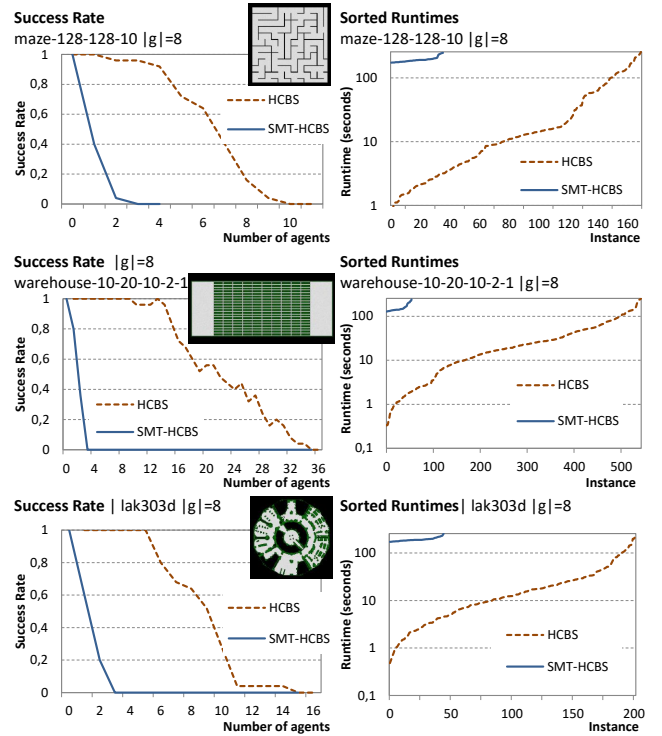 Success Rate
maze-128-128-10 |g|=8
1
0,8
0,6
0,4
0,2
0
Success Rate
HCBS
SMT-HCBS
0 2 4 6 8 10
Number of agents
Sorted Runtimes
maze-128-128-10 |g|=8
100
10
1
Runtime (seconds)
HCBS
SMT-HCBS
0 20 40 60 80 100 120 140 160
Instance
Success Rate |g|=8
warehouse-10-20-10-2-1
1
0,8
0,6
0,4
0,2
0
Success Rate
HCBS
SMT-HCBS
0 4 8 12 16 20 24 28 32 36
Number of agents
Sorted Runtimes
warehouse-10-20-10-2-1 |g|=8
100
10
1
0,1
Runtime (seconds)
HCBS
SMT-HCBS
0 100 200 300 400 500
Instance
Success Rate | lak303d |g|=8
1
0,8
0,6
0,4
0,2
0
Success Rate
HCBS
SMT-HCBS
0 2 4 6 8 10 12 14 16
Number of agents
Sorted Runtimes| lak303d |g|=8
100
10
1
0,1
Runtime (seconds)
HCBS
SMT-HCBS
0 50 100 150 200
Instance